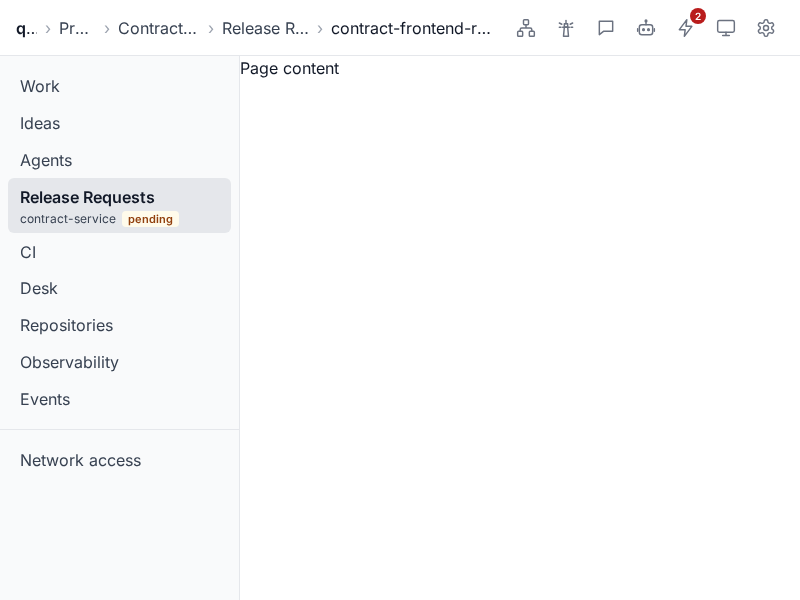 q... › Pr... › Contract... › Release R... › contract-frontend-r...
2
Work
Ideas
Agents
Release Requests
contract-service pending
CI
Desk
Repositories
Observability
Events
Network access
Page content